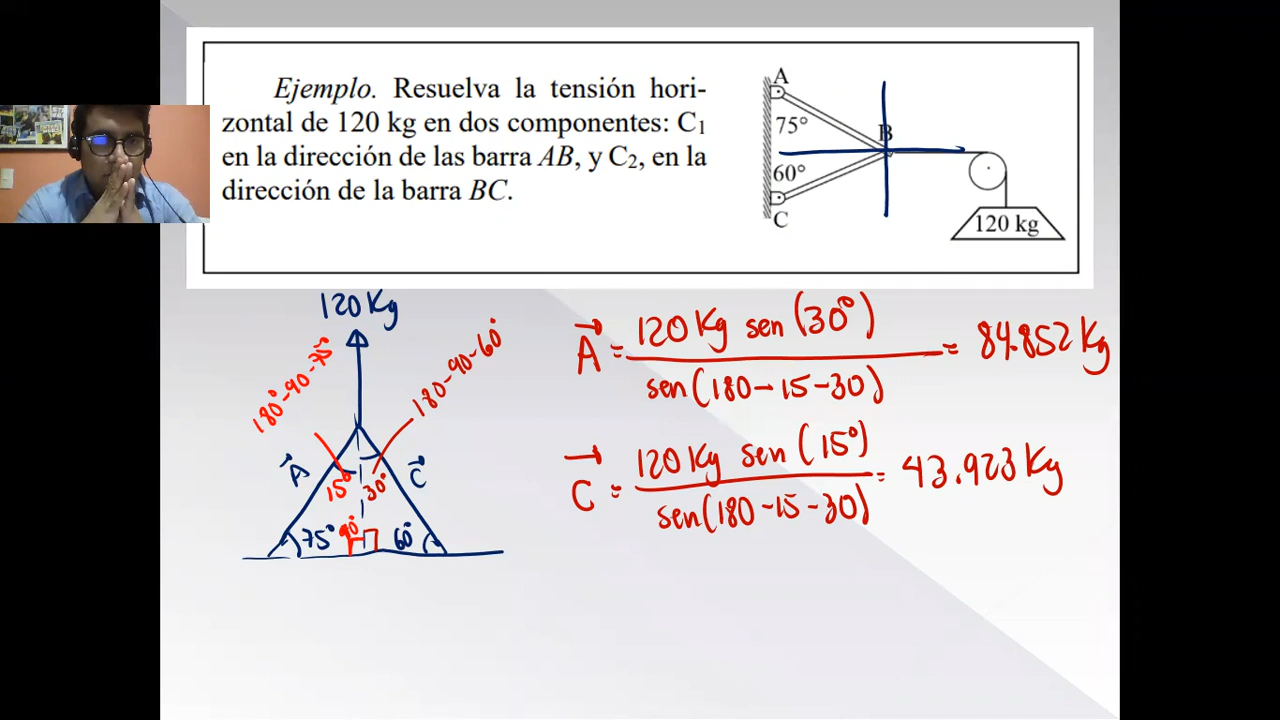 Ejemplo. Resuelva la tensión hori-
zontal de 120 kg en dos componentes: C₁
en la dirección de las barra AB, y C₂, en la
dirección de la barra BC.
A
75°
B
60°
C
120 kg
120 Kg
180°-90-75°
180-90-60°
A
15°
30°
C
75°
90°
60°
A = 120 Kg sen (30°) = 84.852 Kg
sen(180-15-30)
C = 120 Kg sen (15°) = 43.923 Kg
sen(180-15-30)